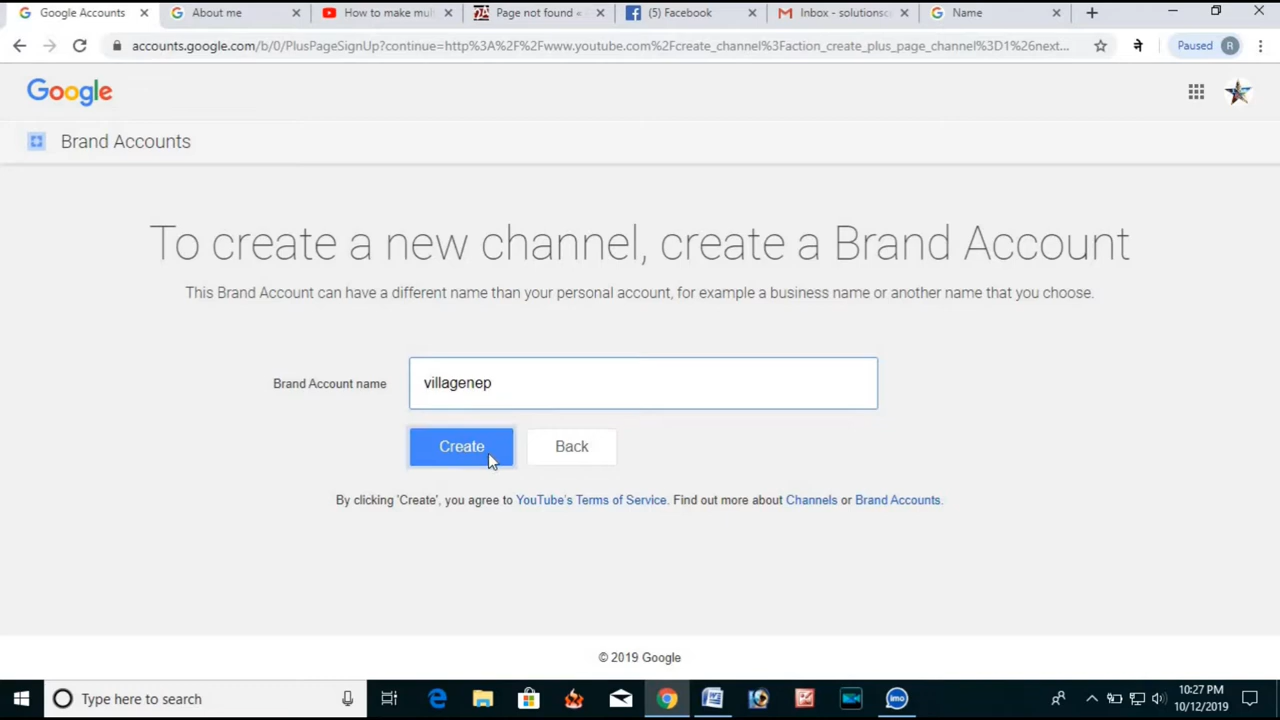 Google Accounts
About me
How to make mul
Page not found «
(5) Facebook
Inbox - solutionsc
Name
accounts.google.com/b/0/PlusPageSignUp?continue=http%3A%2F%2Fwww.youtube.com%2Fcreate_channel%3Faction_create_plus_page_channel%3D1%26next...
ने
Paused R
Google
Brand Accounts
To create a new channel, create a Brand Account
This Brand Account can have a different name than your personal account, for example a business name or another name that you choose.
Brand Account name villagenep
Create Back
By clicking 'Create', you agree to YouTube's Terms of Service. Find out more about Channels or Brand Accounts.
© 2019 Google
Type here to search
imo
10:27 PM
10/12/2019